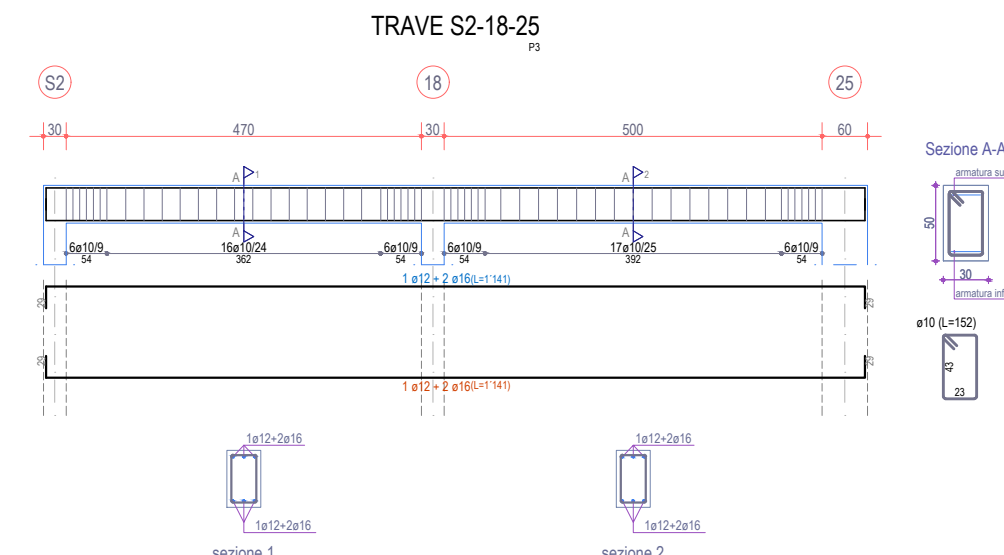 TRAVE S2-18-25
P3
S2
18
25
30
470
30
500
60
Sezione A-A
A
1
A
2
armatura su
A
A
50
6ø10/9
16ø10/24
6ø10/9
6ø10/9
17ø10/25
6ø10/9
54
362
54
54
392
54
30
1 ø12 + 2 ø16(L=1'141)
armatura inf
29
29
ø10 (L=152)
29
29
43
23
1 ø12 + 2 ø16(L=1'141)
1ø12+2ø16
1ø12+2ø16
1ø12+2ø16
1ø12+2ø16
sezione 1
sezione 2